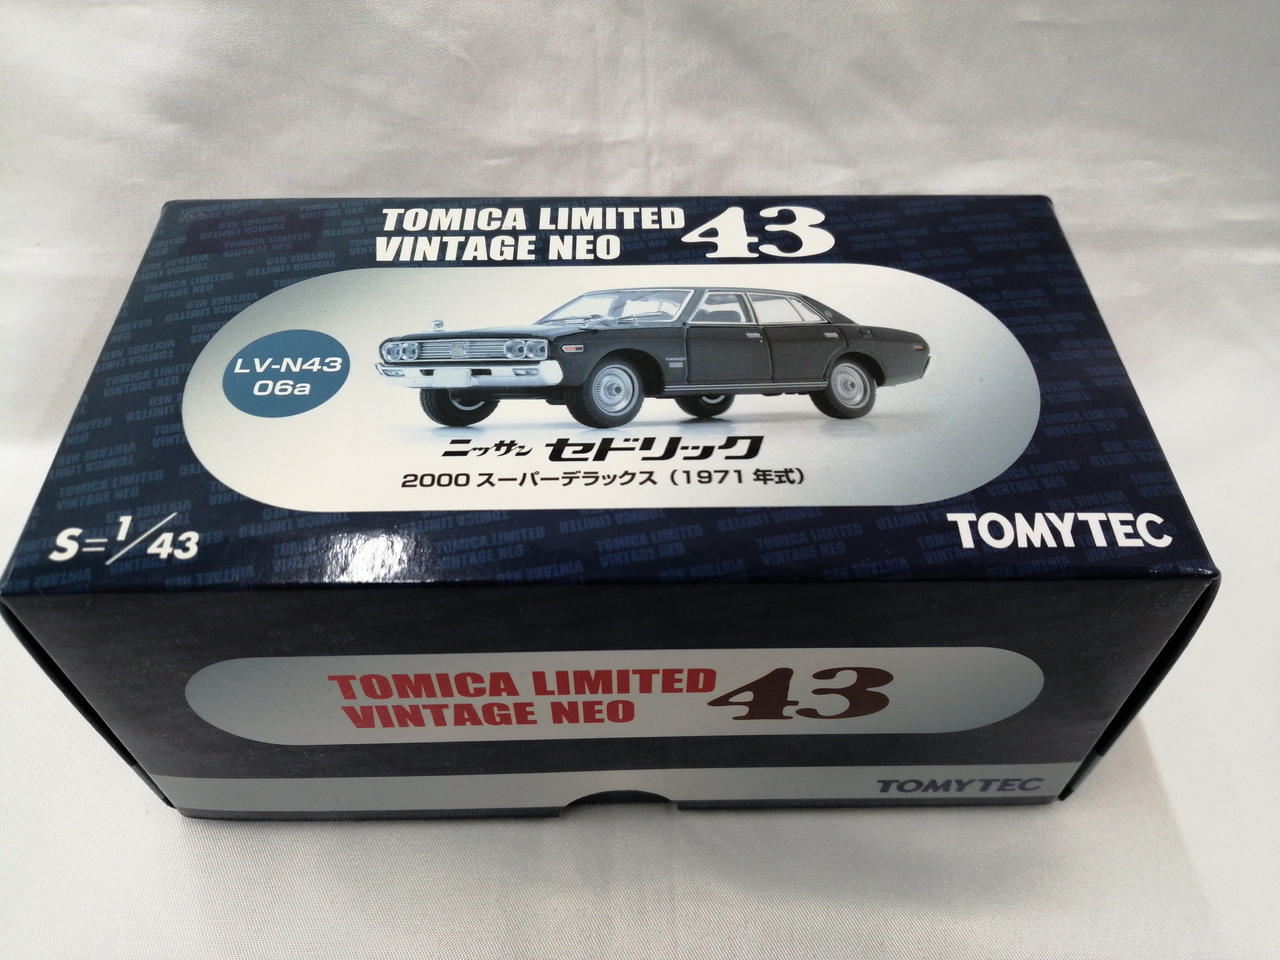 TOMICA LIMITED
VINTAGE NEO 43
LV-N43
06a
ニッサン セドリック
2000 スーパーデラックス (1971 年式)
S=1/43
TOMYTEC
TOMICA LIMITED
VINTAGE NEO 43
TOMYTEC